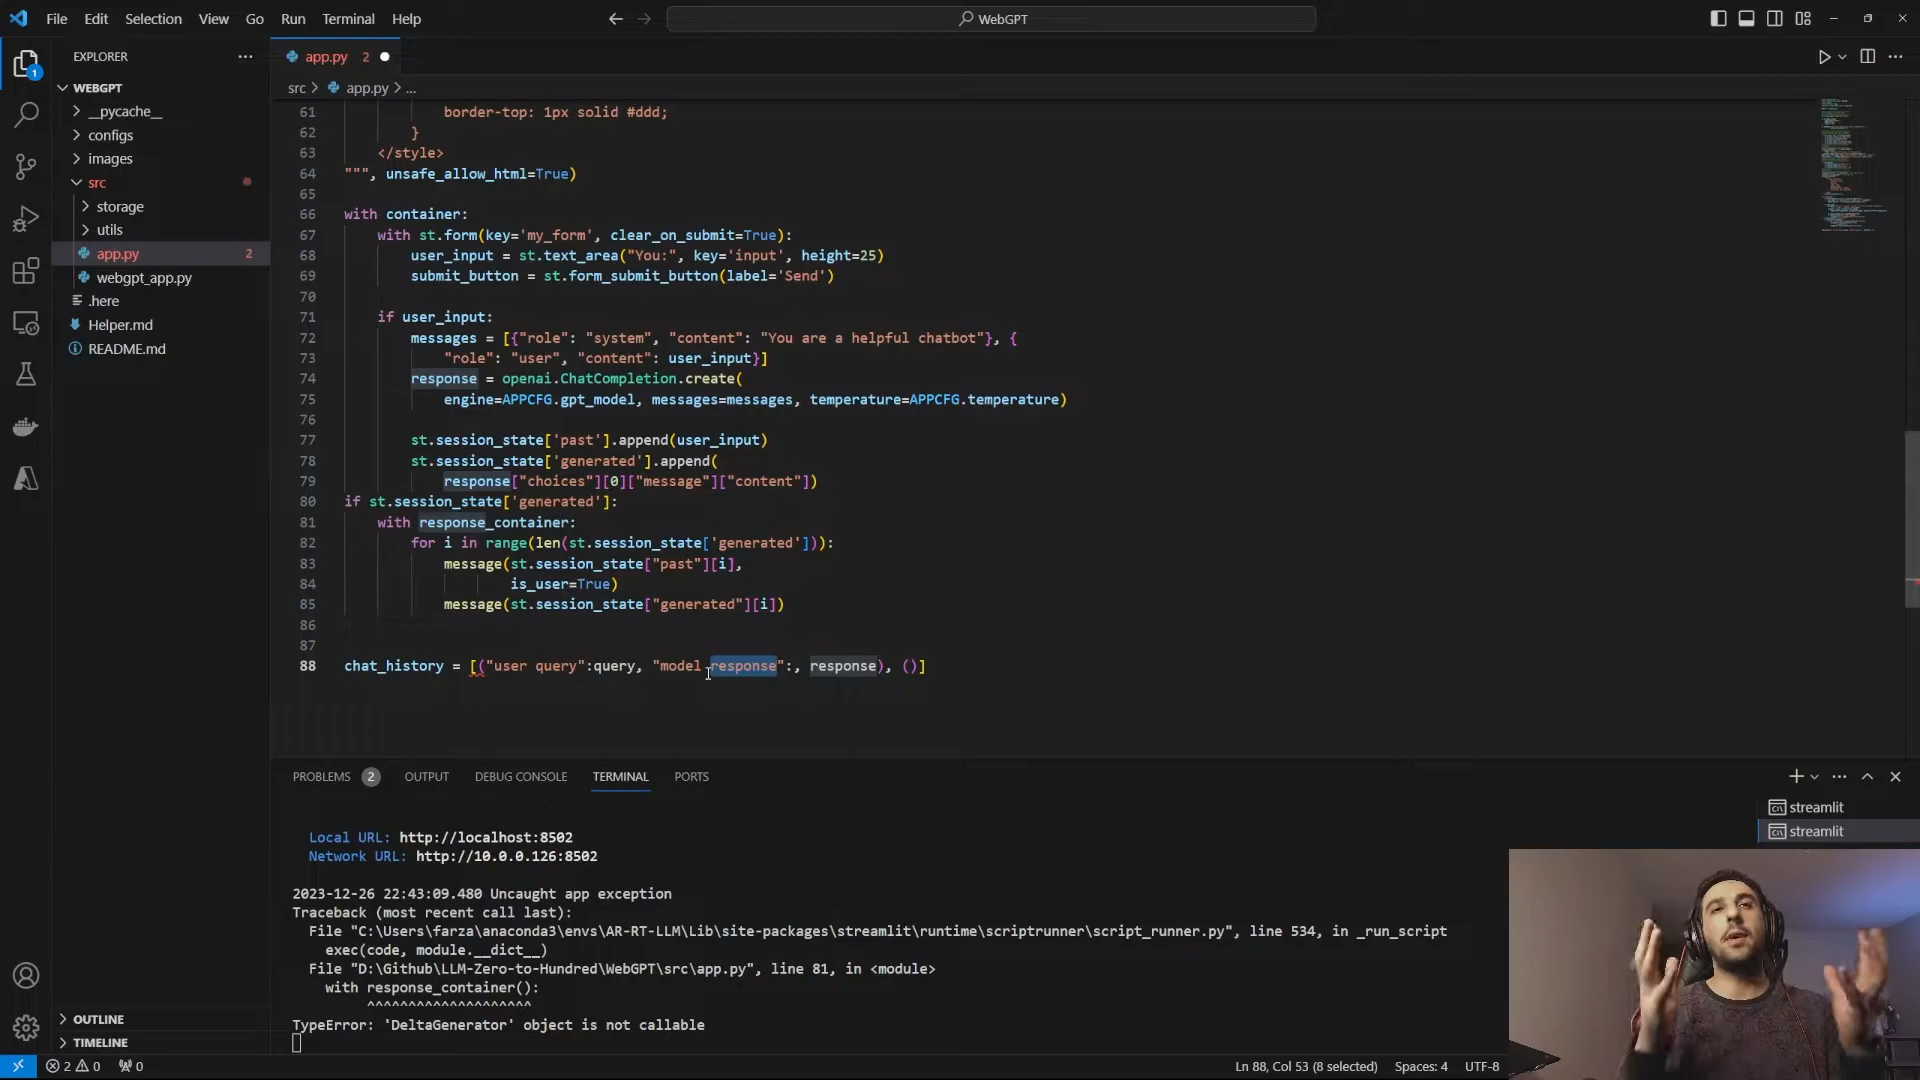 File Edit Selection View Go Run Terminal Help
WebGPT
EXPLORER
WEBGPT
__pycache__
configs
images
src
storage
utils
app.py 2
webgpt_app.py
.here
Helper.md
README.md
OUTLINE
TIMELINE
1
app.py 2
src > app.py > ...
61 border-top: 1px solid #ddd;
62 }
63 </style>
64 """, unsafe_allow_html=True)
65
66 with container:
67 with st.form(key='my_form', clear_on_submit=True):
68 user_input = st.text_area("You:", key='input', height=25)
69 submit_button = st.form_submit_button(label='Send')
70
71 if user_input:
72 messages = [{"role": "system", "content": "You are a helpful chatbot"}, {
73 "role": "user", "content": user_input}]
74 response = openai.ChatCompletion.create(
75 engine=APPCFG.gpt_model, messages=messages, temperature=APPCFG.temperature)
76
77 st.session_state['past'].append(user_input)
78 st.session_state['generated'].append(
79 response["choices"][0]["message"]["content"])
80 if st.session_state['generated']:
81 with response_container:
82 for i in range(len(st.session_state['generated'])):
83 message(st.session_state["past"][i],
84 is_user=True)
85 message(st.session_state["generated"][i])
86
87
88 chat_history = [("user query":query, "model response":, response), ()]
PROBLEMS 2 OUTPUT DEBUG CONSOLE TERMINAL PORTS
streamlit
streamlit
Local URL: http://localhost:8502
Network URL: http://10.0.0.126:8502
2023-12-26 22:43:09.480 Uncaught app exception
Traceback (most recent call last):
File "C:\Users\farza\anaconda3\envs\AR-RT-LLM\Lib\site-packages\streamlit\runtime\scriptrunner\script_runner.py", line 534, in _run_script
exec(code, module.__dict__)
File "D:\Github\LLM-Zero-to-Hundred\WebGPT\src\app.py", line 81, in <module>
with response_container():
^^^^^^^^^^^^^^^^^^^^
TypeError: 'DeltaGenerator' object is not callable
2 0 0 Ln 88, Col 53 (8 selected) Spaces: 4 UTF-8